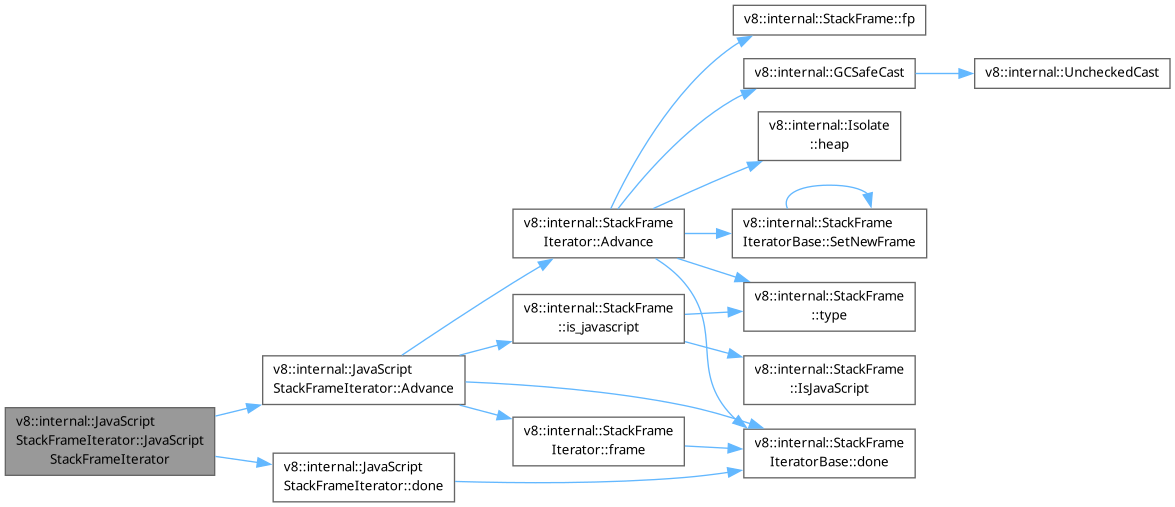 v8::internal::StackFrame::fp
v8::internal::GCSafeCast
v8::internal::UncheckedCast
v8::internal::Isolate
::heap
v8::internal::StackFrame
Iterator::Advance
v8::internal::StackFrame
IteratorBase::SetNewFrame
v8::internal::StackFrame
::type
v8::internal::StackFrame
::is_javascript
v8::internal::JavaScript
StackFrameIterator::Advance
v8::internal::StackFrame
::IsJavaScript
v8::internal::JavaScript
StackFrameIterator::JavaScript
StackFrameIterator
v8::internal::StackFrame
Iterator::frame
v8::internal::StackFrame
IteratorBase::done
v8::internal::JavaScript
StackFrameIterator::done